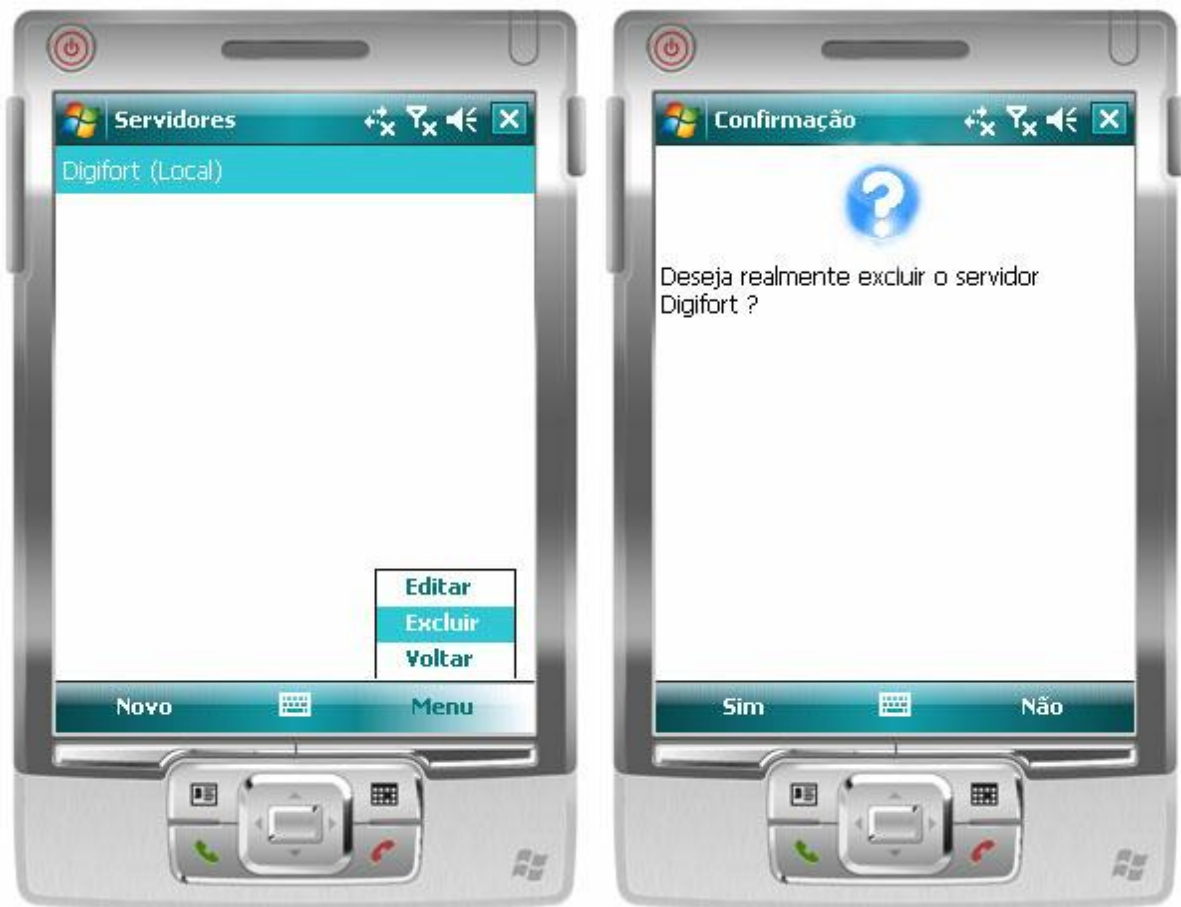 Servidores
Digifort (Local)
Editar
Excluir
Voltar
Novo
Menu
Confirmação
Deseja realmente excluir o servidor
Digifort ?
Sim
Não